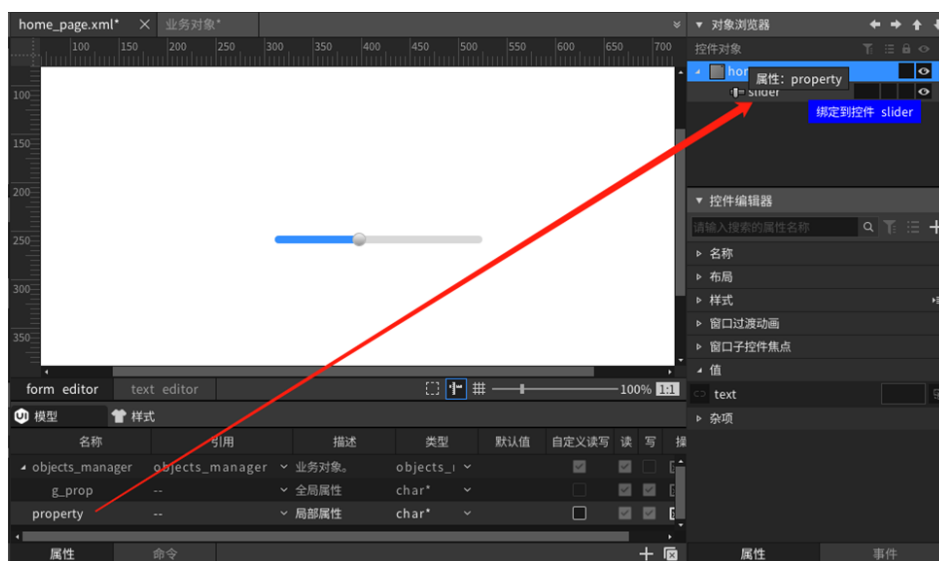 home_page.xml* × 业务对象*
▼ 对象浏览器
100 150 200 250 300 350 400 450 500 550 600 650 700
控件对象
属性: property
slider
绑定到控件 slider
100
150
200
250
300
350
▼ 控件编辑器
请输入搜索的属性名称
名称
布局
样式
窗口过渡动画
窗口子控件焦点
值
text
杂项
form editor text editor
100% 1:1
UI 模型 样式
名称 引用 描述 类型 默认值 自定义读写 读 写
objects_manager objects_manager 业务对象。
g_prop -- 全局属性 char*
property -- 局部属性 char*
属性 命令
属性 事件